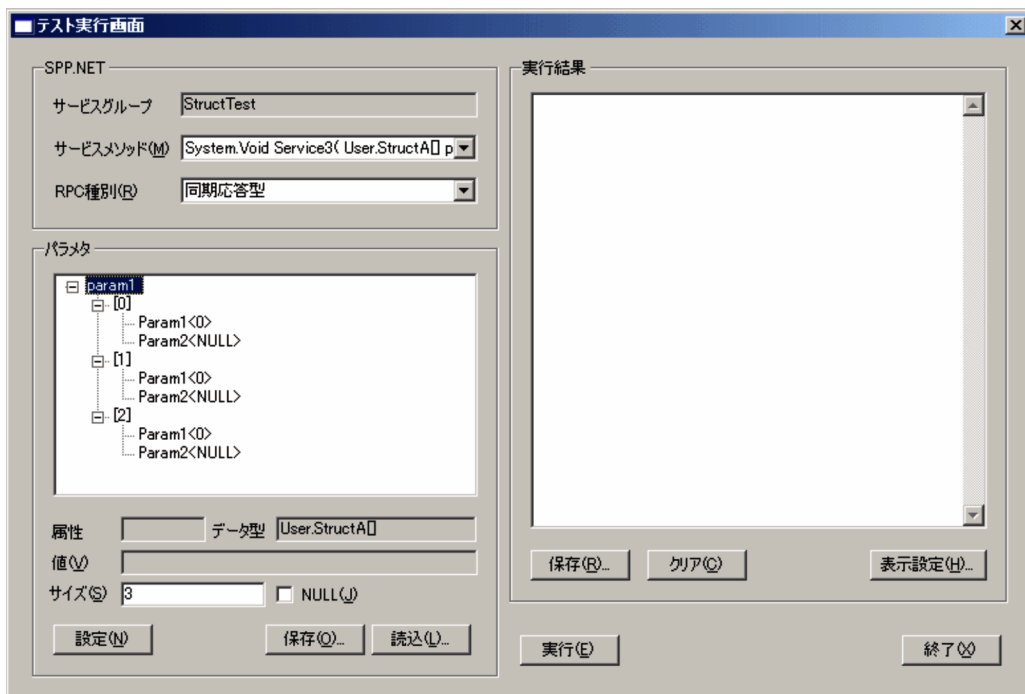 テスト実行画面
SPP.NET
サービスグループ StructTest
サービスメソッド(M) System.Void Service3( User.StructA[] p
RPC種別(R) 同期応答型
パラメタ
param1
[0]
Param1<0>
Param2<NULL>
[1]
Param1<0>
Param2<NULL>
[2]
Param1<0>
Param2<NULL>
属性 データ型 User.StructA[]
値(V)
サイズ(S) 3 NULL(J)
設定(N) 保存(O)... 読込(L)...
実行結果
保存(R)... クリア(C) 表示設定(H)...
実行(E) 終了(X)